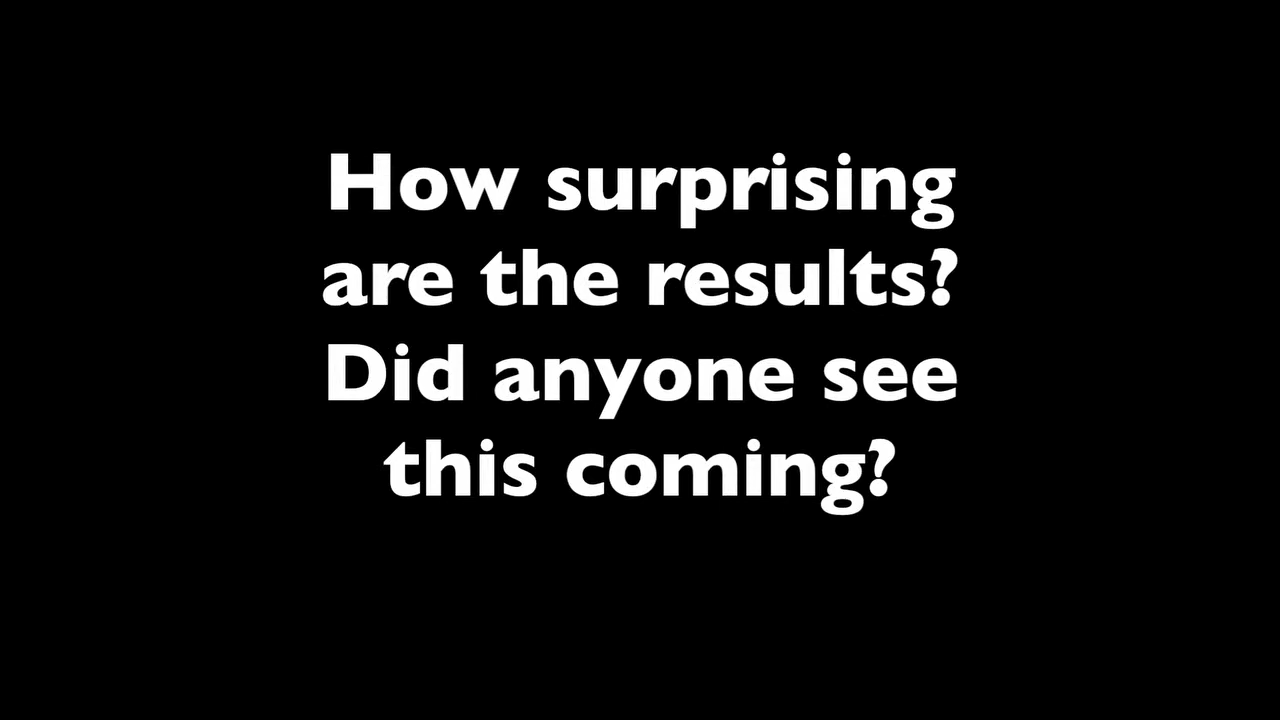 How surprising
are the results?
Did anyone see
this coming?